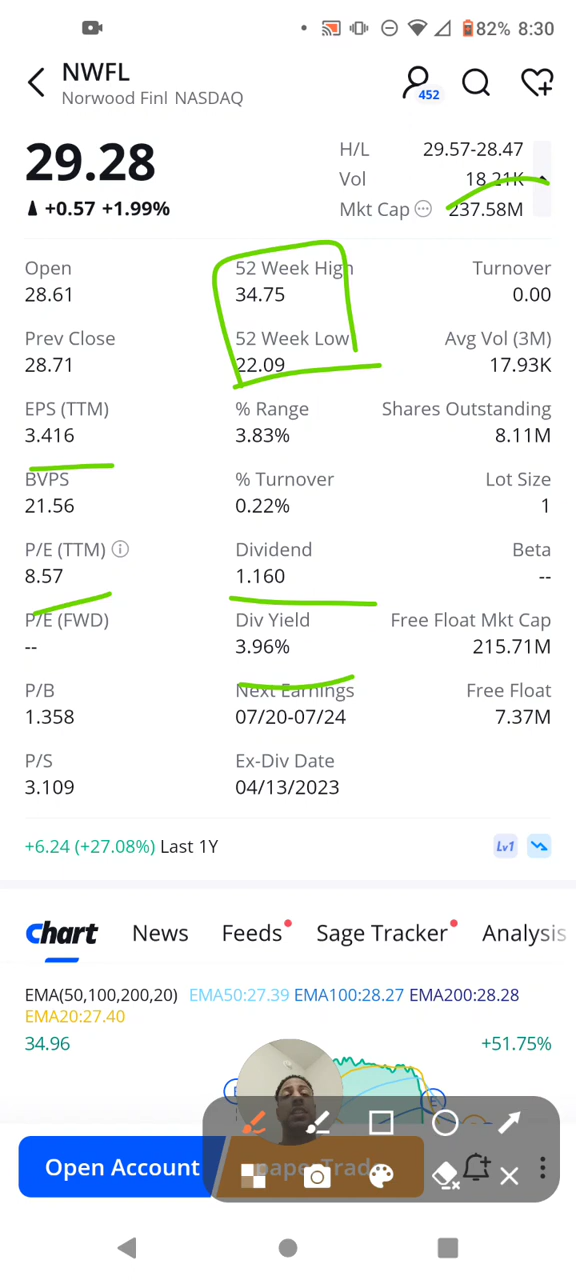 82% 8:30
NWFL
Norwood Finl NASDAQ
452
29.28
+0.57 +1.99%
H/L 29.57-28.47
Vol 18.21K
Mkt Cap 237.58M
Open 52 Week High Turnover
28.61 34.75 0.00
Prev Close 52 Week Low Avg Vol (3M)
28.71 22.09 17.93K
EPS (TTM) % Range Shares Outstanding
3.416 3.83% 8.11M
BVPS % Turnover Lot Size
21.56 0.22% 1
P/E (TTM) Dividend Beta
8.57 1.160 --
P/E (FWD) Div Yield Free Float Mkt Cap
-- 3.96% 215.71M
P/B Next Earnings Free Float
1.358 07/20-07/24 7.37M
P/S Ex-Div Date
3.109 04/13/2023
+6.24 (+27.08%) Last 1Y Lv1
Chart News Feeds Sage Tracker Analysis
EMA(50,100,200,20) EMA50:27.39 EMA100:28.27 EMA200:28.28
EMA20:27.40
34.96 +51.75%
Open Account